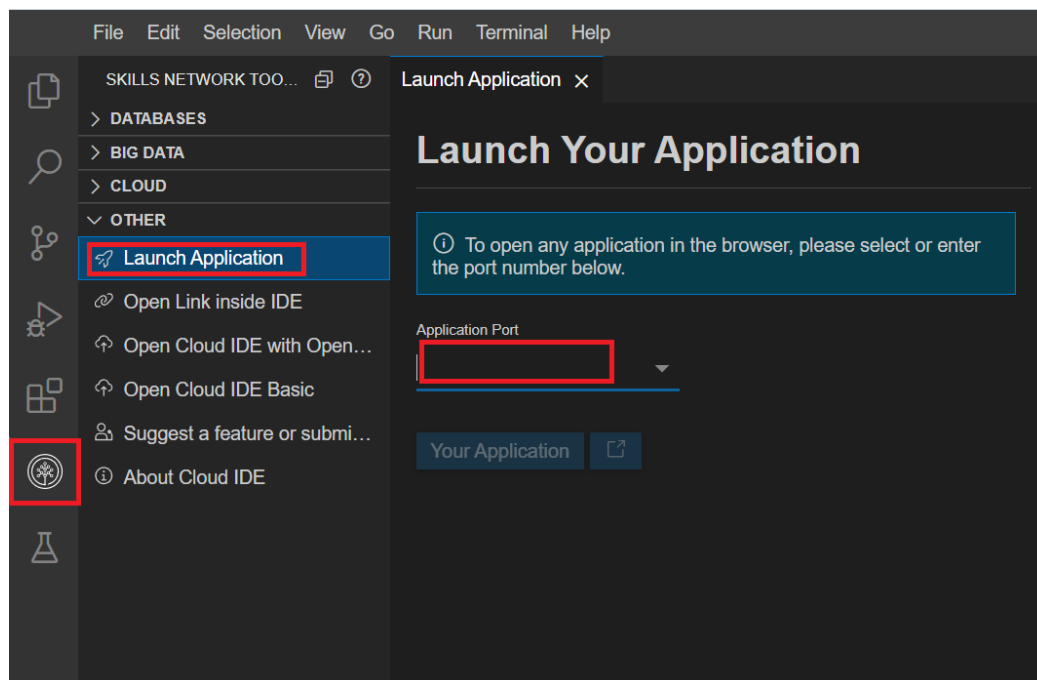 File Edit Selection View Go Run Terminal Help
SKILLS NETWORK TOO...
Launch Application
DATABASES
BIG DATA
CLOUD
OTHER
Launch Application
Open Link inside IDE
Open Cloud IDE with Open...
Open Cloud IDE Basic
Suggest a feature or submi...
About Cloud IDE
Launch Your Application
To open any application in the browser, please select or enter
the port number below.
Application Port
Your Application